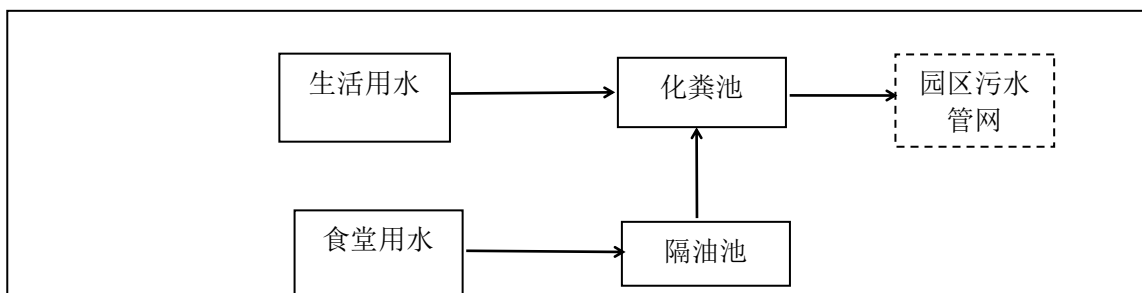 生活用水
化粪池
园区污水
管网
食堂用水
隔油池